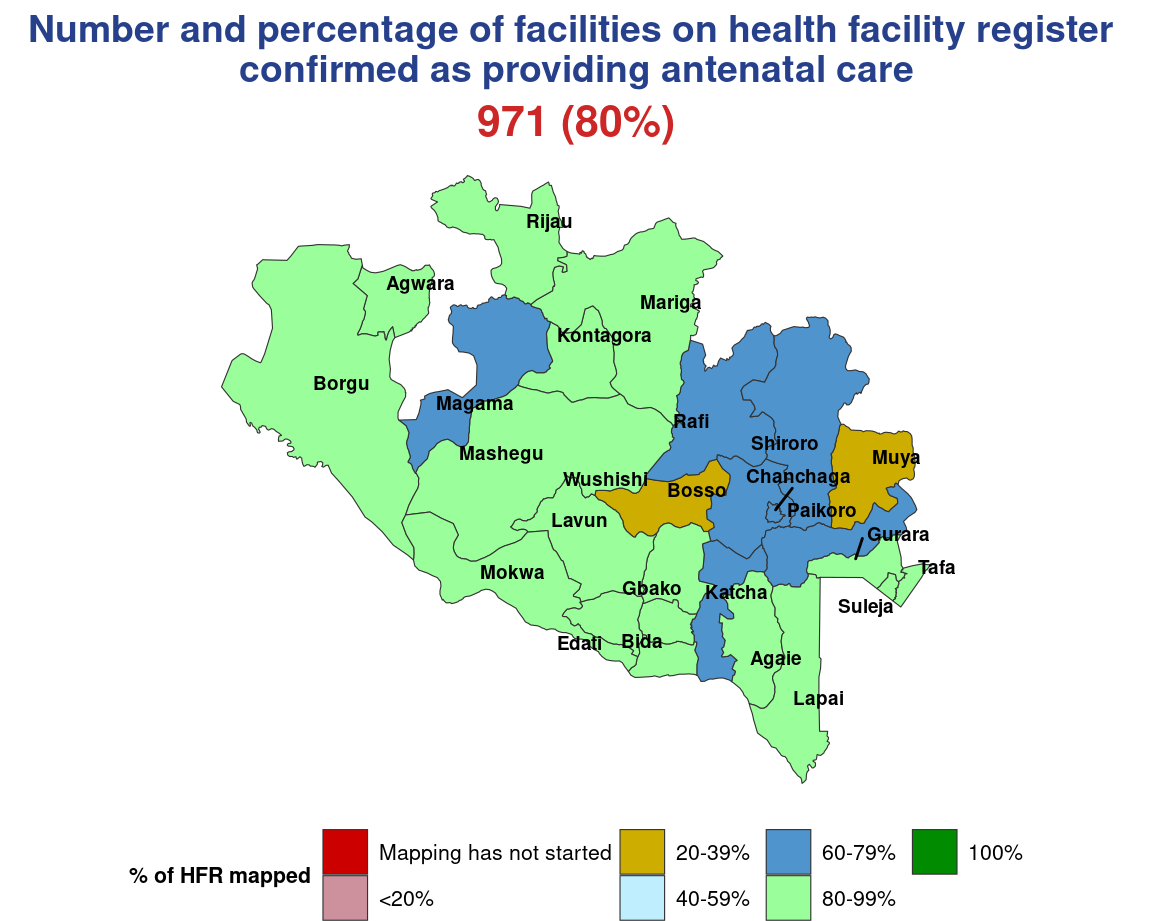 Number and percentage of facilities on health facility register
confirmed as providing antenatal care
971 (80%)
Rijau
Agwara
Mariga
Kontagora
Borgu
Magama
Rafi
Shiroro
Mashegu
Muya
Wushishi
Chanchaga
Bosso
Paikoro
Lavun
Gurara
Mokwa
Tafa
Gbako
Katcha
Suleja
Edati
Bida
Agaie
Lapai
% of HFR mapped
Mapping has not started
<20%
20-39%
40-59%
60-79%
80-99%
100%